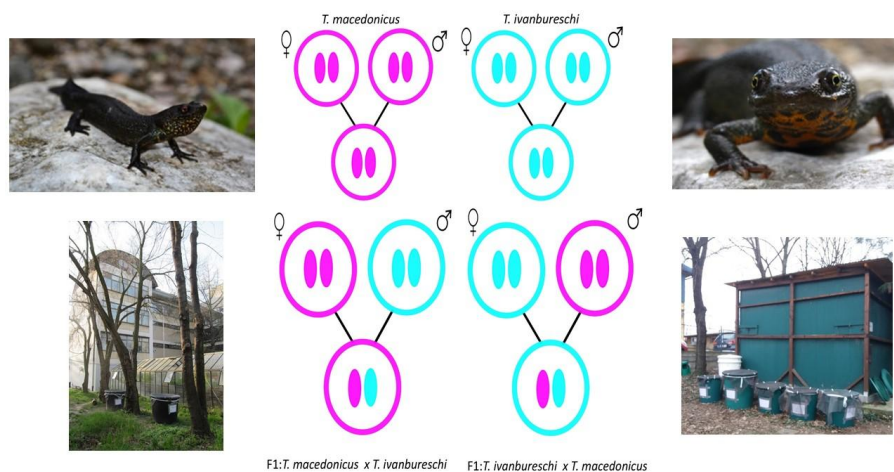 T. macedonicus
T. ivanbureschi
♀ ♂ ♀ ♂
♀ ♂ ♀ ♂
F1:T. macedonicus x T. ivanbureschi
F1:T. ivanbureschi x T. macedonicus